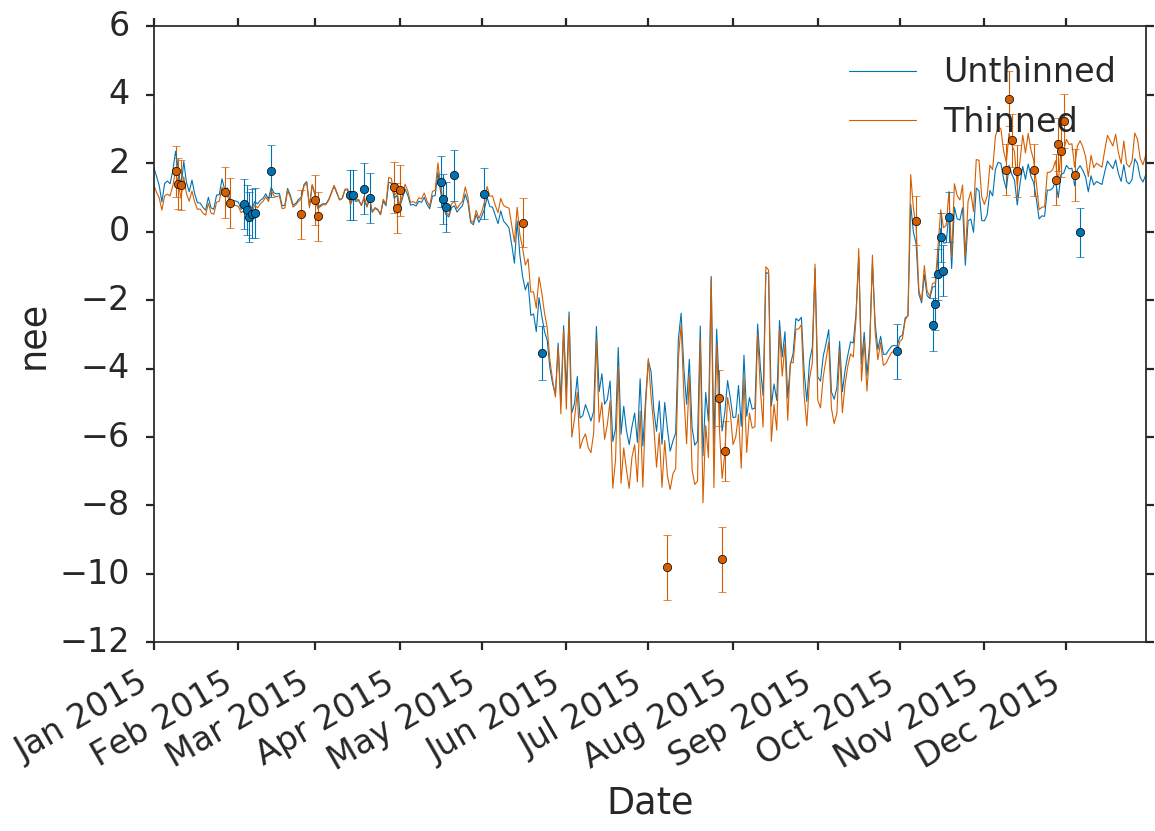 6
4
2
0
−2
−4
−6
−8
−10
−12
nee
Unthinned
Thinned
Jan 2015
Feb 2015
Mar 2015
Apr 2015
May 2015
Jun 2015
Jul 2015
Aug 2015
Sep 2015
Oct 2015
Nov 2015
Dec 2015
Date